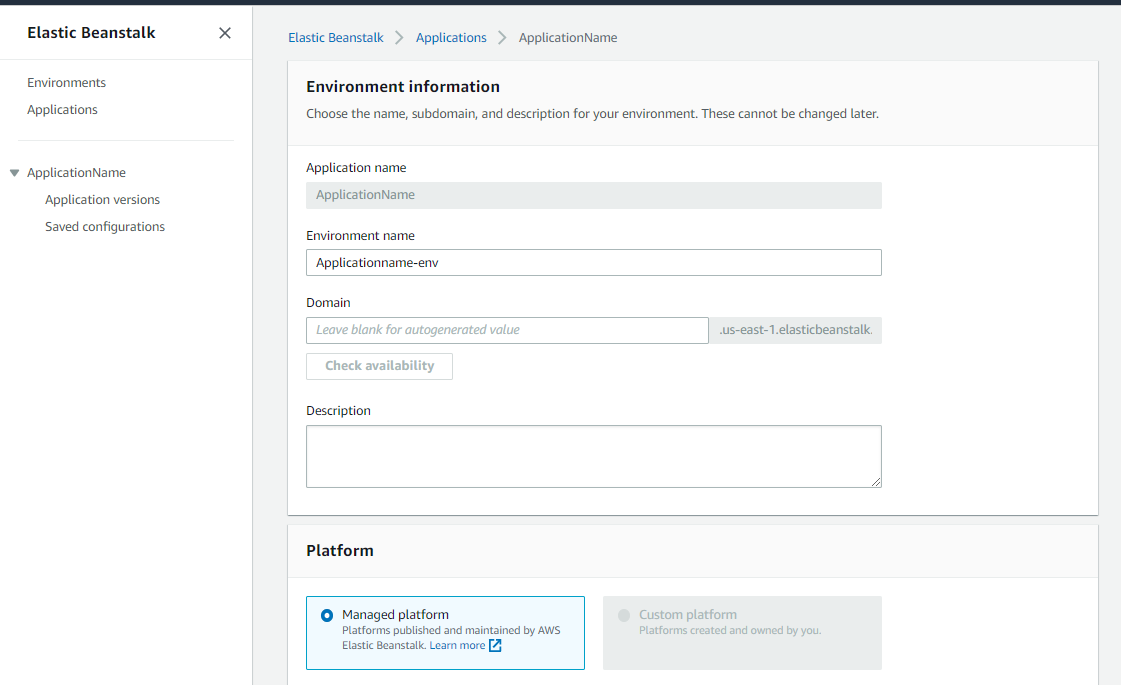 Elastic Beanstalk
Environments
Applications
ApplicationName
Application versions
Saved configurations
Elastic Beanstalk Applications ApplicationName
Environment information
Choose the name, subdomain, and description for your environment. These cannot be changed later.
Application name
ApplicationName
Environment name
Applicationname-env
Domain
Leave blank for autogenerated value .us-east-1.elasticbeanstalk.
Check availability
Description
Platform
Managed platform
Platforms published and maintained by AWS
Elastic Beanstalk. Learn more
Custom platform
Platforms created and owned by you.